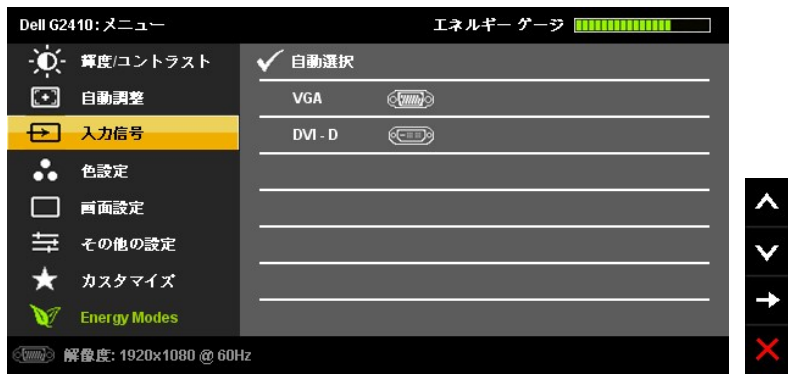 Dell G2410:メニュー
エネルギー ゲージ
輝度/コントラスト
自動調整
入力信号
色設定
画面設定
その他の設定
カスタマイズ
Energy Modes
自動選択
VGA
DVI - D
解像度: 1920x1080 @ 60Hz